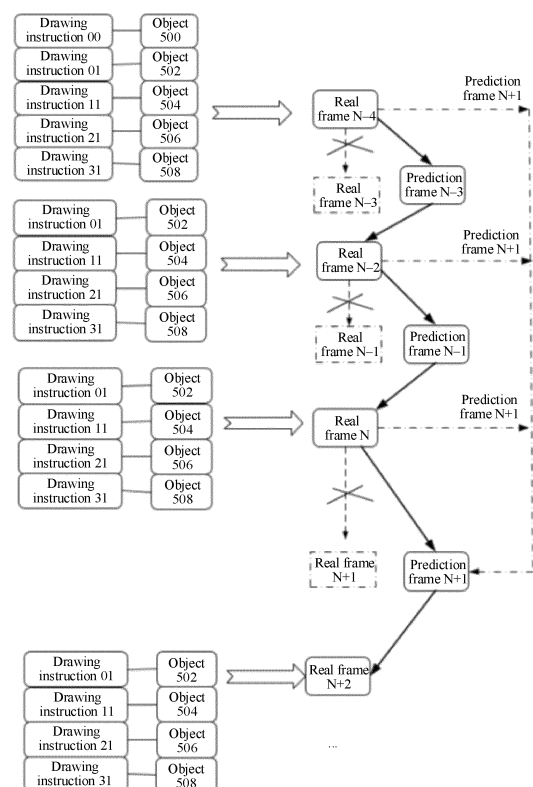 Drawing
instruction 00
Object
500
Drawing
instruction 01
Object
502
Drawing
instruction 11
Object
504
Drawing
instruction 21
Object
506
Drawing
instruction 31
Object
508
Real
frame N–4
Prediction
frame N+1
Real
frame N–3
Prediction
frame N–3
Drawing
instruction 01
Object
502
Drawing
instruction 11
Object
504
Drawing
instruction 21
Object
506
Drawing
instruction 31
Object
508
Real
frame N–2
Prediction
frame N+1
Real
frame N–1
Prediction
frame N–1
Drawing
instruction 01
Object
502
Drawing
instruction 11
Object
504
Drawing
instruction 21
Object
506
Drawing
instruction 31
Object
508
Real
frame N
Prediction
frame N+1
Real frame
N+1
Prediction
frame N+1
Drawing
instruction 01
Object
502
Drawing
instruction 11
Object
504
Drawing
instruction 21
Object
506
Drawing
instruction 31
Object
508
Real frame
N+2
...